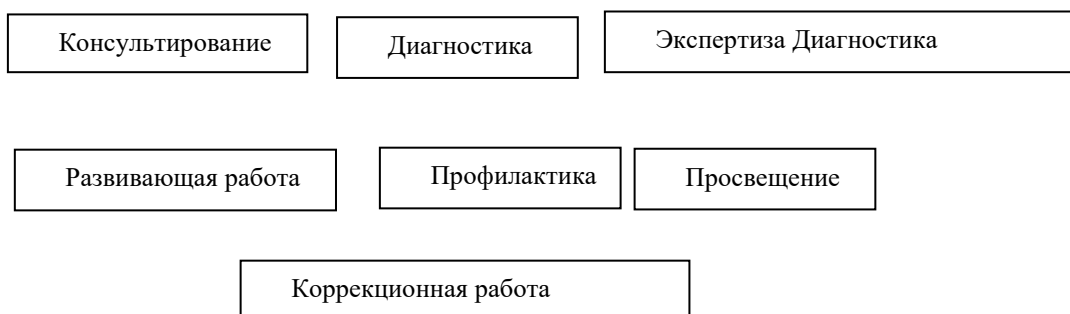 Консультирование
Диагностика
Экспертиза Диагностика
Развивающая работа
Профилактика
Просвещение
Коррекционная работа